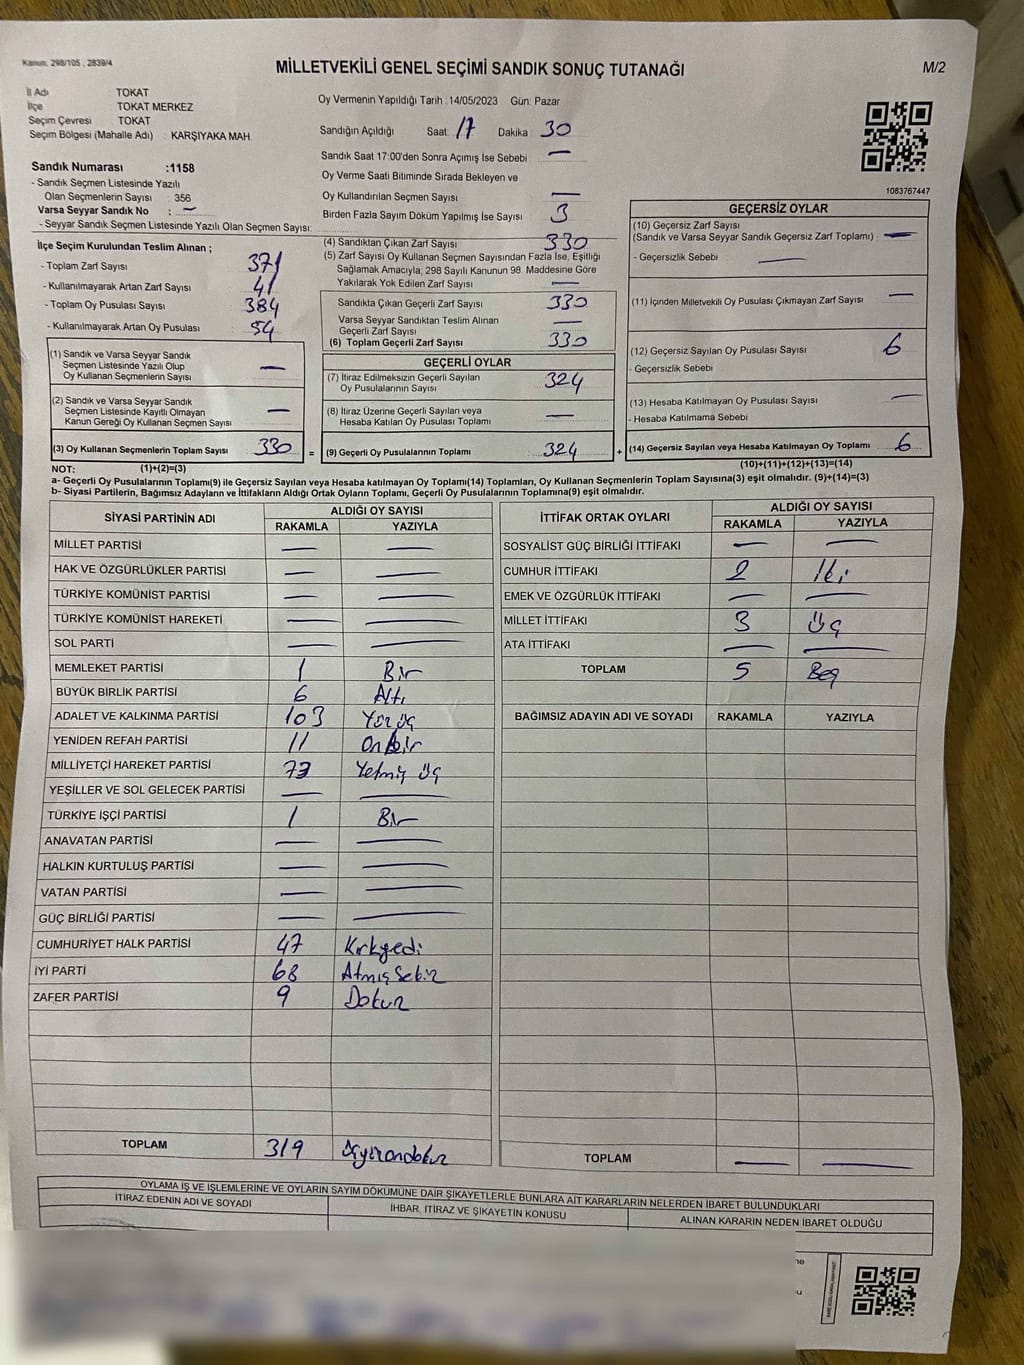 Kanun: 298/105 , 2839/4
MİLLETVEKİLİ GENEL SEÇİMİ SANDIK SONUÇ TUTANAĞI
M/2
İl Adı : TOKAT
İlçe : TOKAT MERKEZ
Seçim Çevresi : TOKAT
Seçim Bölgesi (Mahalle Adı) : KARŞIYAKA MAH.
Sandık Numarası :1158
- Sandık Seçmen Listesinde Yazılı
Olan Seçmenlerin Sayısı : 356
Varsa Seyyar Sandık No : —
- Seyyar Sandık Seçmen Listesinde Yazılı Olan Seçmen Sayısı:
Oy Vermenin Yapıldığı Tarih :14/05/2023 Gün: Pazar
Sandığın Açıldığı Saat: 17 Dakika 30
Sandık Saat 17:00'den Sonra Açımış İse Sebebi —
Oy Verme Saati Bitiminde Sırada Bekleyen ve
Oy Kullandırılan Seçmen Sayısı —
Birden Fazla Sayım Döküm Yapılmış İse Sayısı 3
1083767447
İlçe Seçim Kurulundan Teslim Alınan ;
- Toplam Zarf Sayısı 371
- Kullanılmayarak Artan Zarf Sayısı 41
- Toplam Oy Pusulası Sayısı 384
- Kullanılmayarak Artan Oy Pusulası 54
(1) Sandık ve Varsa Seyyar Sandık
Seçmen Listesinde Yazılı Olup
Oy Kullanan Seçmenlerin Sayısı —
(2) Sandık ve Varsa Seyyar Sandık
Seçmen Listesinde Kayıtlı Olmayan
Kanun Gereği Oy Kullanan Seçmen Sayısı —
(3) Oy Kullanan Seçmenlerin Toplam Sayısı 330
(4) Sandıktan Çıkan Zarf Sayısı 330
(5) Zarf Sayısı Oy Kullanan Seçmen Sayısından Fazla İse, Eşitliği
Sağlamak Amacıyla, 298 Sayılı Kanunun 98. Maddesine Göre
Yakılarak Yok Edilen Zarf Sayısı —
Sandıkta Çıkan Geçerli Zarf Sayısı 330
Varsa Seyyar Sandıktan Teslim Alınan
Geçerli Zarf Sayısı —
(6) Toplam Geçerli Zarf Sayısı 330
GEÇERLİ OYLAR
(7) İtiraz Edilmeksizin Geçerli Sayılan
Oy Pusulalarının Sayısı 324
(8) İtiraz Üzerine Geçerli Sayılan veya
Hesaba Katılan Oy Pusulası Toplamı —
= (9) Geçerli Oy Pusulalarının Toplamı 324 +
GEÇERSİZ OYLAR
(10) Geçersiz Zarf Sayısı
(Sandık ve Varsa Seyyar Sandık Geçersiz Zarf Toplamı) —
- Geçersizlik Sebebi —
(11) İçinden Milletvekili Oy Pusulası Çıkmayan Zarf Sayısı —
(12) Geçersiz Sayılan Oy Pusulası Sayısı 6
- Geçersizlik Sebebi
(13) Hesaba Katılmayan Oy Pusulası Sayısı —
- Hesaba Katılmama Sebebi
(14) Geçersiz Sayılan veya Hesaba Katılmayan Oy Toplamı 6
NOT: (1)+(2)=(3) (10)+(11)+(12)+(13)=(14)
a- Geçerli Oy Pusulalarının Toplamı(9) ile Geçersiz Sayılan veya Hesaba katılmayan Oy Toplamı(14) Toplamları, Oy Kullanan Seçmenlerin Toplam Sayısına(3) eşit olmalıdır. (9)+(14)=(3)
b- Siyasi Partilerin, Bağımsız Adayların ve İttifakların Aldığı Ortak Oyların Toplamı, Geçerli Oy Pusulalarının Toplamına(9) eşit olmalıdır.
SİYASİ PARTİNİN ADI ALDIĞI OY SAYISI
RAKAMLA YAZIYLA
MİLLET PARTİSİ — —
HAK VE ÖZGÜRLÜKLER PARTİSİ — —
TÜRKİYE KOMÜNİST PARTİSİ — —
TÜRKİYE KOMÜNİST HAREKETİ — —
SOL PARTİ — —
MEMLEKET PARTİSİ 1 Bir
BÜYÜK BİRLİK PARTİSİ 6 Altı
ADALET VE KALKINMA PARTİSİ 103 Yüz üç
YENİDEN REFAH PARTİSİ 11 Onbir
MİLLİYETÇİ HAREKET PARTİSİ 73 Yetmiş üç
YEŞİLLER VE SOL GELECEK PARTİSİ — —
TÜRKİYE İŞÇİ PARTİSİ 1 Bir
ANAVATAN PARTİSİ — —
HALKIN KURTULUŞ PARTİSİ — —
VATAN PARTİSİ — —
GÜÇ BİRLİĞİ PARTİSİ — —
CUMHURİYET HALK PARTİSİ 47 Kırkyedi
İYİ PARTİ 68 Atmış Sekiz
ZAFER PARTİSİ 9 Dokuz
TOPLAM 319 Üçyüzondokuz
İTTİFAK ORTAK OYLARI ALDIĞI OY SAYISI
RAKAMLA YAZIYLA
SOSYALİST GÜÇ BİRLİĞİ İTTİFAKI — —
CUMHUR İTTİFAKI 2 İki
EMEK VE ÖZGÜRLÜK İTTİFAKI — —
MİLLET İTTİFAKI 3 Üç
ATA İTTİFAKI — —
TOPLAM 5 Beş
BAĞIMSIZ ADAYIN ADI VE SOYADI RAKAMLA YAZIYLA
TOPLAM — —
OYLAMA İŞ VE İŞLEMLERİNE VE OYLARIN SAYIM DÖKÜMÜNE DAİR ŞİKAYETLERLE BUNLARA AİT KARARLARIN NELERDEN İBARET BULUNDUKLARI
İTİRAZ EDENİN ADI VE SOYADI
İHBAR, İTİRAZ VE ŞİKAYETİN KONUSU
ALINAN KARARIN NEDEN İBARET OLDUĞU